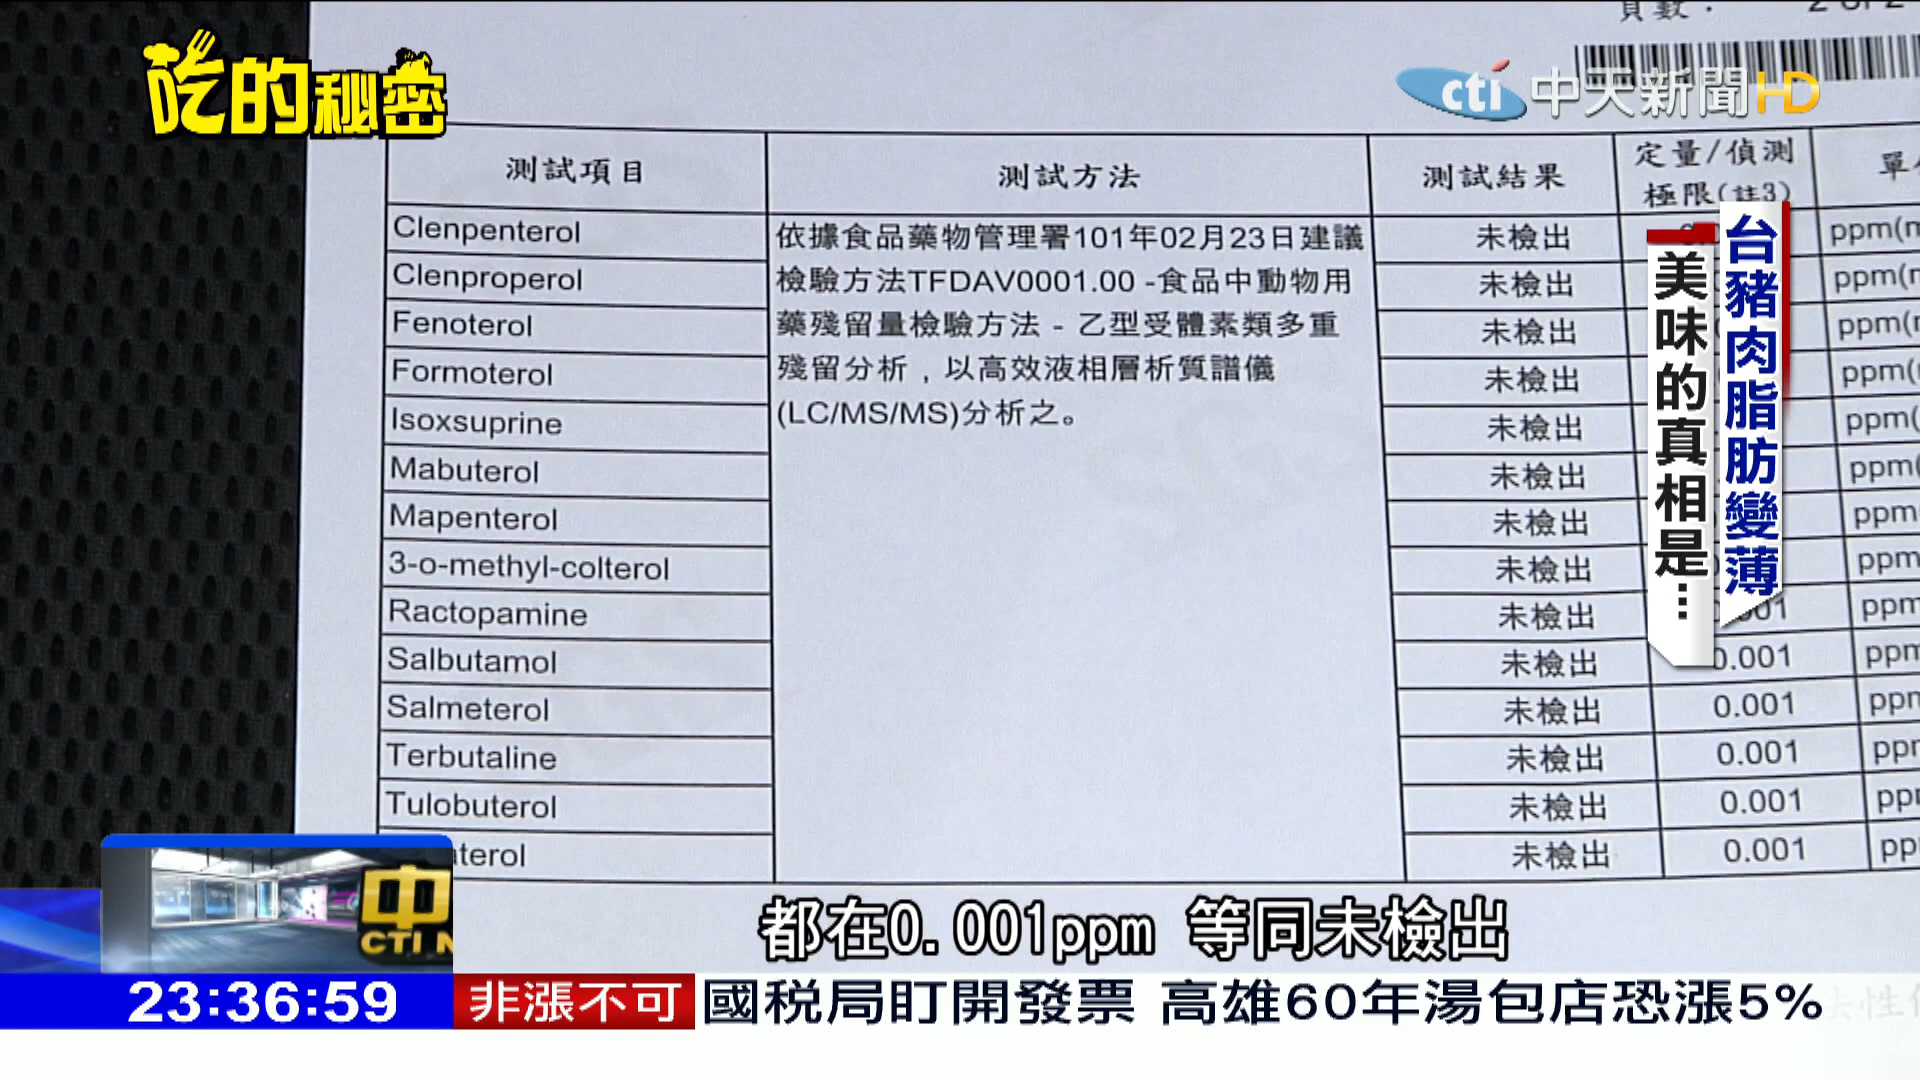 吃的秘密
頁數：
cti 中天新聞HD
測試項目 測試方法 測試結果 定量/偵測
極限(註3)
Clenpenterol 未檢出
Clenproperol 未檢出
Fenoterol 未檢出
Formoterol 未檢出
Isoxsuprine 未檢出
Mabuterol 未檢出
Mapenterol 未檢出
3-o-methyl-colterol 未檢出
Ractopamine 未檢出
Salbutamol 未檢出 0.001
Salmeterol 未檢出 0.001
Terbutaline 未檢出 0.001
Tulobuterol 未檢出 0.001
未檢出 0.001
依據食品藥物管理署101年02月23日建議
檢驗方法TFDAV0001.00 -食品中動物用
藥殘留量檢驗方法 - 乙型受體素類多重
殘留分析，以高效液相層析質譜儀
(LC/MS/MS)分析之。
台豬肉脂肪變薄
美味的真相是…
都在0.001ppm 等同未檢出
中
CTI N
23:36:59 非漲不可 國税局盯開發票 高雄60年湯包店恐漲5%